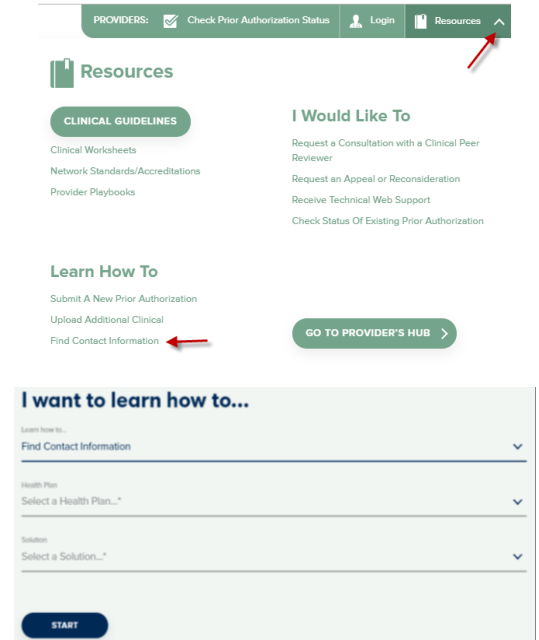 PROVIDERS: Check Prior Authorization Status Login Resources
Resources
CLINICAL GUIDELINES
Clinical Worksheets
Network Standards/Accreditations
Provider Playbooks
I Would Like To
Request a Consultation with a Clinical Peer
Reviewer
Request an Appeal or Reconsideration
Receive Technical Web Support
Check Status Of Existing Prior Authorization
Learn How To
Submit A New Prior Authorization
Upload Additional Clinical
Find Contact Information
GO TO PROVIDER'S HUB
I want to learn how to...
Learn how to...
Find Contact Information
Health Plan
Select a Health Plan...*
Solution
Select a Solution...*
START